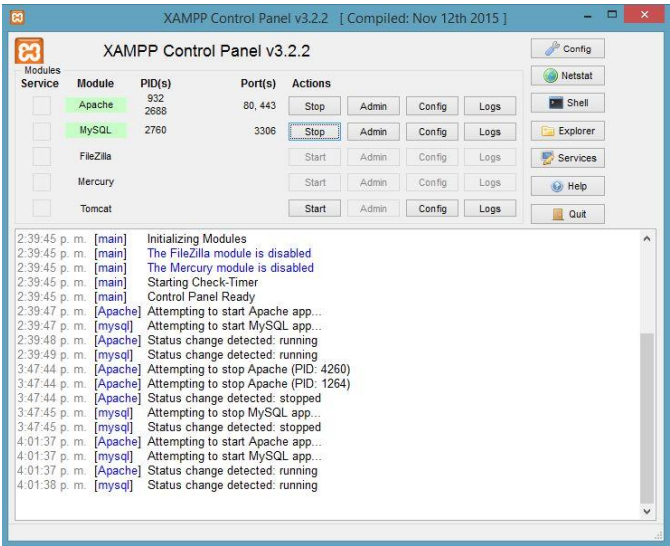 XAMPP Control Panel v3.2.2 [ Compiled: Nov 12th 2015 ]
XAMPP Control Panel v3.2.2
Config
Modules
Service Module PID(s) Port(s) Actions
Netstat
Apache 932 2688 80, 443 Stop Admin Config Logs
Shell
MySQL 2760 3306 Stop Admin Config Logs
Explorer
FileZilla Start Admin Config Logs
Services
Mercury Start Admin Config Logs
Help
Tomcat Start Admin Config Logs
Quit
2:39:45 p. m. [main] Initializing Modules
2:39:45 p. m. [main] The FileZilla module is disabled
2:39:45 p. m. [main] The Mercury module is disabled
2:39:45 p. m. [main] Starting Check-Timer
2:39:45 p. m. [main] Control Panel Ready
2:39:47 p. m. [Apache] Attempting to start Apache app...
2:39:47 p. m. [mysql] Attempting to start MySQL app...
2:39:48 p. m. [Apache] Status change detected: running
2:39:49 p. m. [mysql] Status change detected: running
3:47:44 p. m. [Apache] Attempting to stop Apache (PID: 4260)
3:47:44 p. m. [Apache] Attempting to stop Apache (PID: 1264)
3:47:44 p. m. [Apache] Status change detected: stopped
3:47:45 p. m. [mysql] Attempting to stop MySQL app...
3:47:45 p. m. [mysql] Status change detected: stopped
4:01:37 p. m. [Apache] Attempting to start Apache app...
4:01:37 p. m. [mysql] Attempting to start MySQL app...
4:01:37 p. m. [Apache] Status change detected: running
4:01:38 p. m. [mysql] Status change detected: running